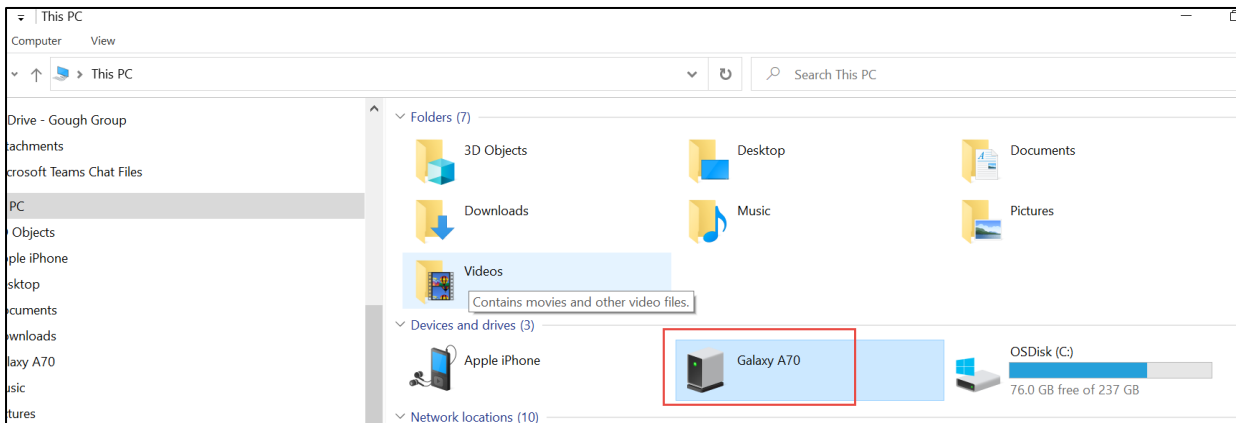 This PC
Computer View
This PC
Search This PC
Drive - Gough Group
tachments
crosoft Teams Chat Files
PC
Objects
ple iPhone
sktop
ocuments
ownloads
laxy A70
usic
tures
Folders (7)
3D Objects
Desktop
Documents
Downloads
Music
Pictures
Videos
Contains movies and other video files.
Devices and drives (3)
Apple iPhone
Galaxy A70
OSDisk (C:)
76.0 GB free of 237 GB
Network locations (10)